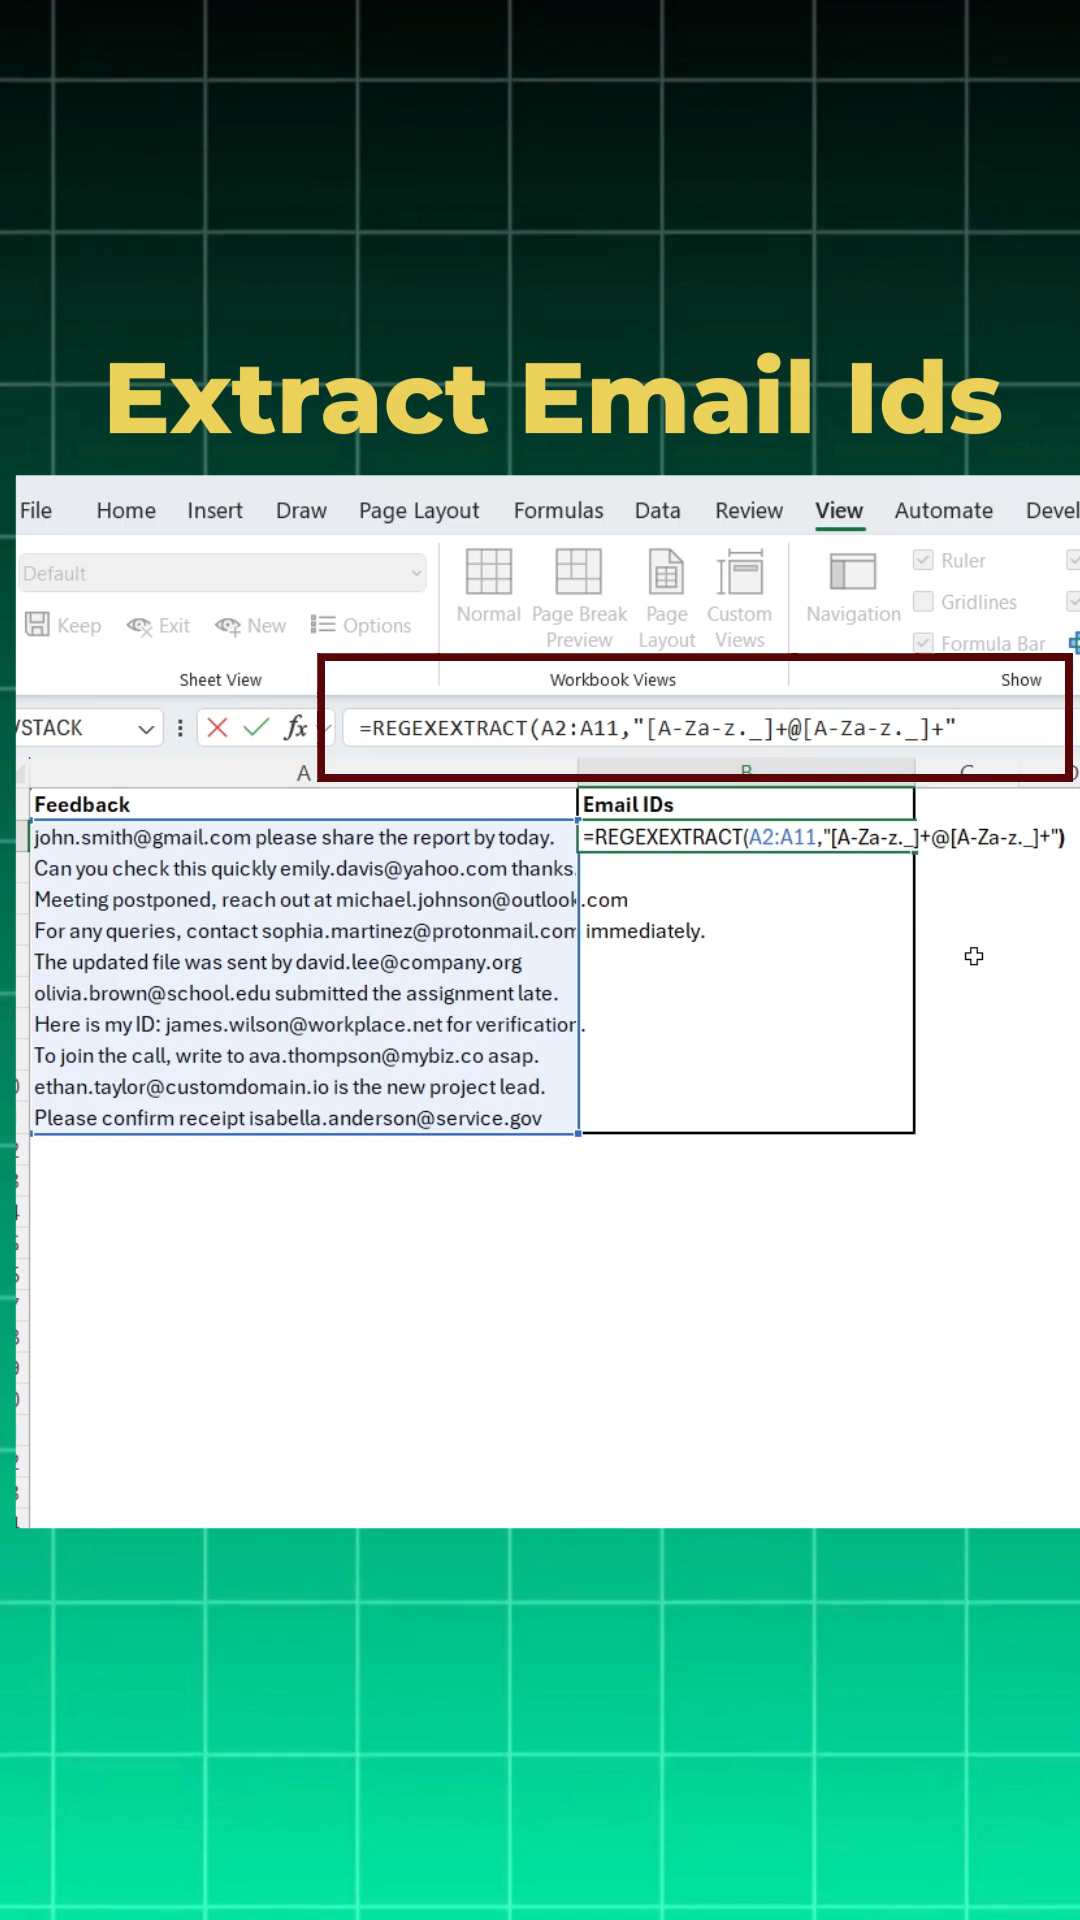 Extract Email Ids
File Home Insert Draw Page Layout Formulas Data Review View Automate
Default
Keep Exit New Options
Normal Page Break Preview Page Layout Custom Views
Navigation
Ruler
Gridlines
Formula Bar
Sheet View Workbook Views Show
/STACK fx =REGEXEXTRACT(A2:A11,"[A-Za-z._]+@[A-Za-z._]+"
A B C
Feedback Email IDs
john.smith@gmail.com please share the report by today. =REGEXEXTRACT(A2:A11,"[A-Za-z._]+@[A-Za-z._]+")
Can you check this quickly emily.davis@yahoo.com thanks.
Meeting postponed, reach out at michael.johnson@outlook.com
For any queries, contact sophia.martinez@protonmail.com immediately.
The updated file was sent by david.lee@company.org
olivia.brown@school.edu submitted the assignment late.
Here is my ID: james.wilson@workplace.net for verification.
To join the call, write to ava.thompson@mybiz.co asap.
ethan.taylor@customdomain.io is the new project lead.
Please confirm receipt isabella.anderson@service.gov